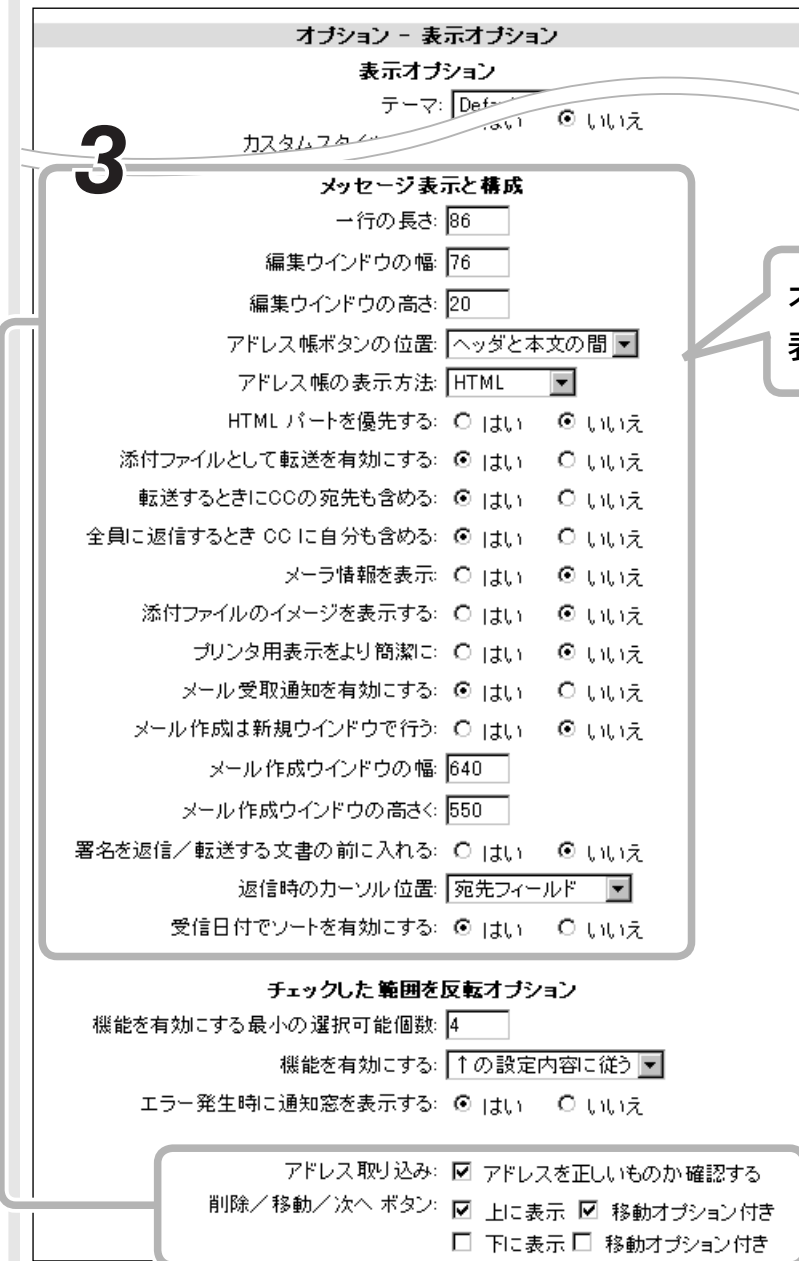 オプション - 表示オプション
表示オプション
テーマ:
いいえ
3
メッセージ表示と構成
一行の長さ: 86
編集ウインドウの幅: 76
編集ウインドウの高さ: 20
アドレス帳ボタンの位置: ヘッダと本文の間
アドレス帳の表示方法: HTML
HTML パートを優先する: はい いいえ
添付ファイルとして転送を有効にする: はい いいえ
転送するときにCCの宛先も含める: はい いいえ
全員に返信するとき CC に自分も含める: はい いいえ
メーラ情報を表示: はい いいえ
添付ファイルのイメージを表示する: はい いいえ
プリンタ用表示をより簡潔に: はい いいえ
メール受取通知を有効にする: はい いいえ
メール作成は新規ウインドウで行う: はい いいえ
メール作成ウインドウの幅: 640
メール作成ウインドウの高さく: 550
署名を返信／転送する文書の前に入れる: はい いいえ
返信時のカーソル位置: 宛先フィールド
受信日付でソートを有効にする: はい いいえ
チェックした範囲を反転オプション
機能を有効にする最小の選択可能個数: 4
機能を有効にする: ↑の設定内容に従う
エラー発生時に通知窓を表示する: はい いいえ
アドレス取り込み: アドレスを正しいものか確認する
削除／移動／次へ ボタン: 上に表示 移動オプション付き
下に表示 移動オプション付き